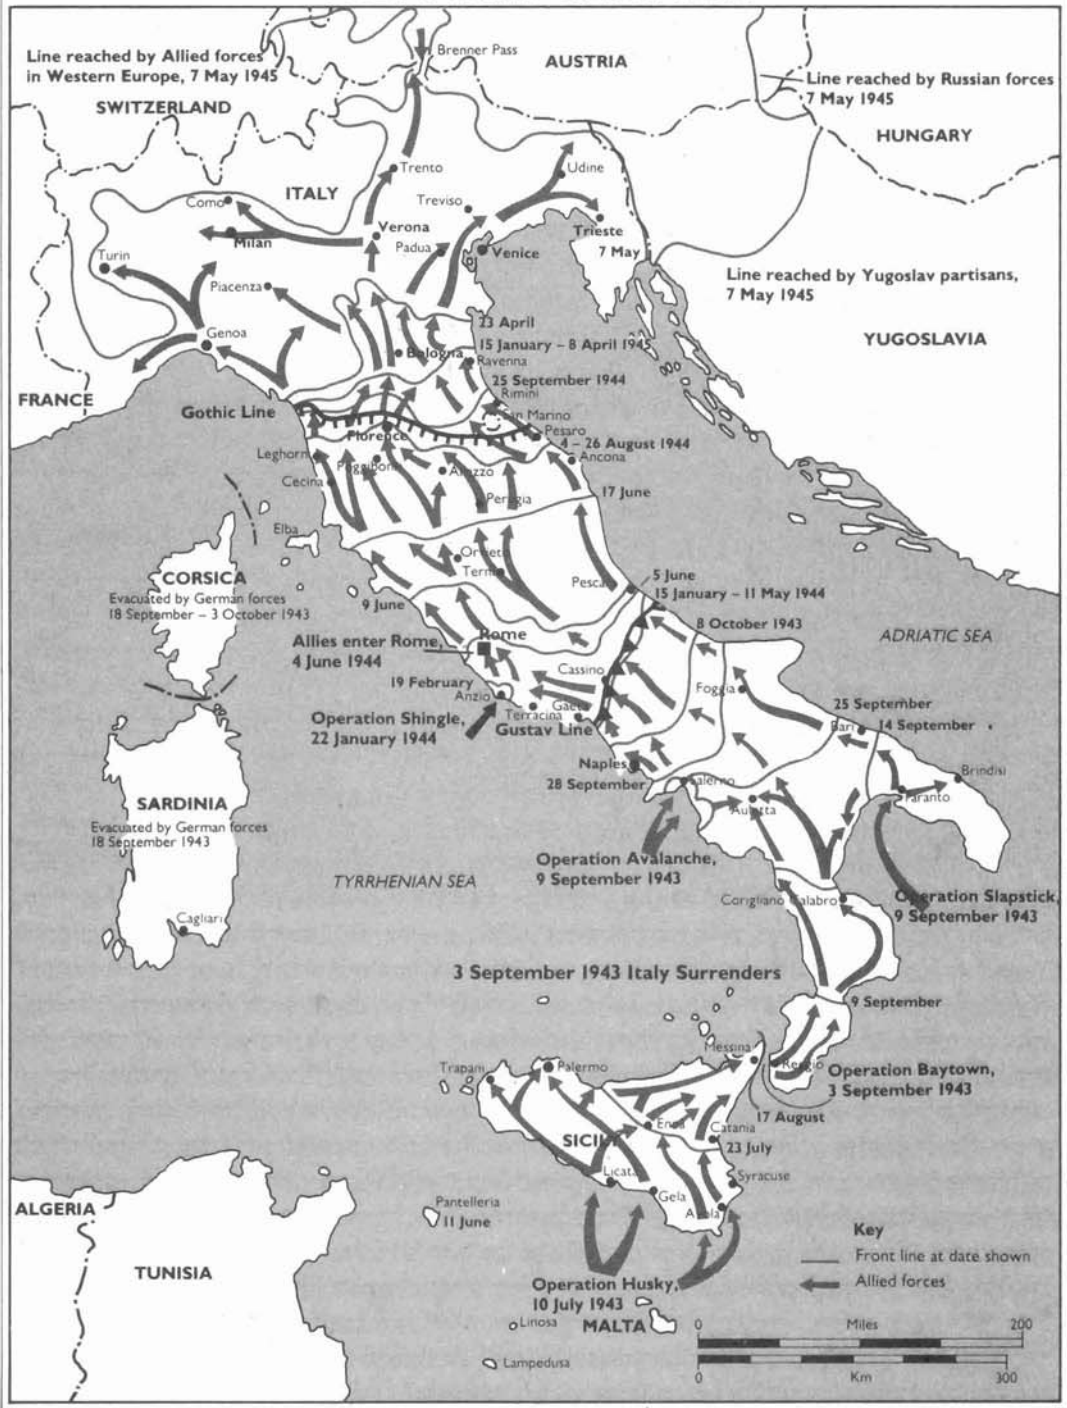 Brenner Pass
Line reached by Allied forces
in Western Europe, 7 May 1945
AUSTRIA
Line reached by Russian forces
7 May 1945
SWITZERLAND
HUNGARY
Trento
Udine
ITALY
Como
Treviso
Verona
Trieste
7 May
Milan
Padua
Venice
Turin
Line reached by Yugoslav partisans,
7 May 1945
Piacenza
23 April
YUGOSLAVIA
Genoa
15 January – 8 April 1945
Bologna
Ravenna
25 September 1944
FRANCE
Rimini
Gothic Line
San Marino
Pesaro
Florence
4 – 26 August 1944
Leghorn
Ancona
Poggibonsi
Arezzo
Cecina
17 June
Perugia
Elba
Orvieto
Terni
CORSICA
Evacuated by German forces
18 September – 3 October 1943
Pescara
5 June
15 January – 11 May 1944
9 June
8 October 1943
ADRIATIC SEA
Allies enter Rome,
4 June 1944
Rome
Cassino
19 February
Anzio
Foggia
Operation Shingle,
22 January 1944
Terracina
Gaeta
Gustav Line
25 September
Bari
14 September
Naples
28 September
Salerno
Brindisi
Taranto
SARDINIA
Evacuated by German forces
18 September 1943
Auletta
Operation Avalanche,
9 September 1943
TYRRHENIAN SEA
Corigliano Calabro
Operation Slapstick,
9 September 1943
Cagliari
3 September 1943 Italy Surrenders
9 September
Messina
Trapani
Palermo
Reggio
Operation Baytown,
3 September 1943
17 August
Enna
Catania
SICILY
23 July
Licata
Syracuse
Gela
Avola
ALGERIA
Pantelleria
11 June
TUNISIA
Operation Husky,
10 July 1943
Linosa
MALTA
Lampedusa
Key
Front line at date shown
Allied forces
0 Miles 200
0 Km 300